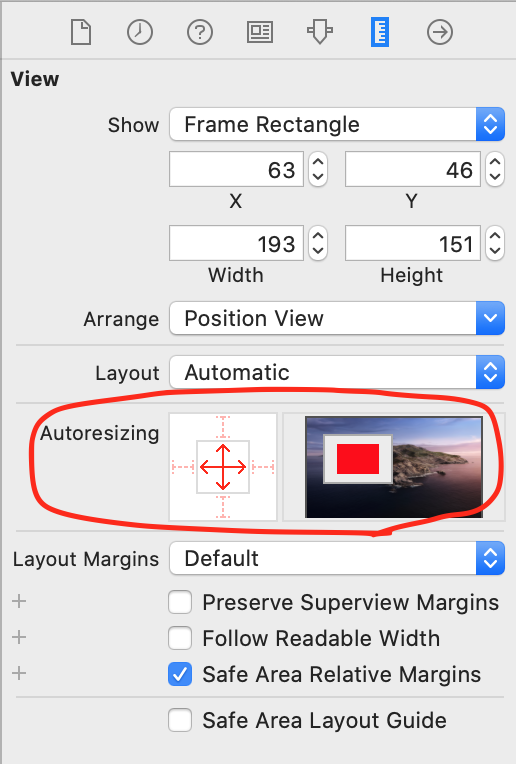 View
Show Frame Rectangle
63 46
X Y
193 151
Width Height
Arrange Position View
Layout Automatic
Autoresizing
Layout Margins Default
+ Preserve Superview Margins
+ Follow Readable Width
+ Safe Area Relative Margins
Safe Area Layout Guide